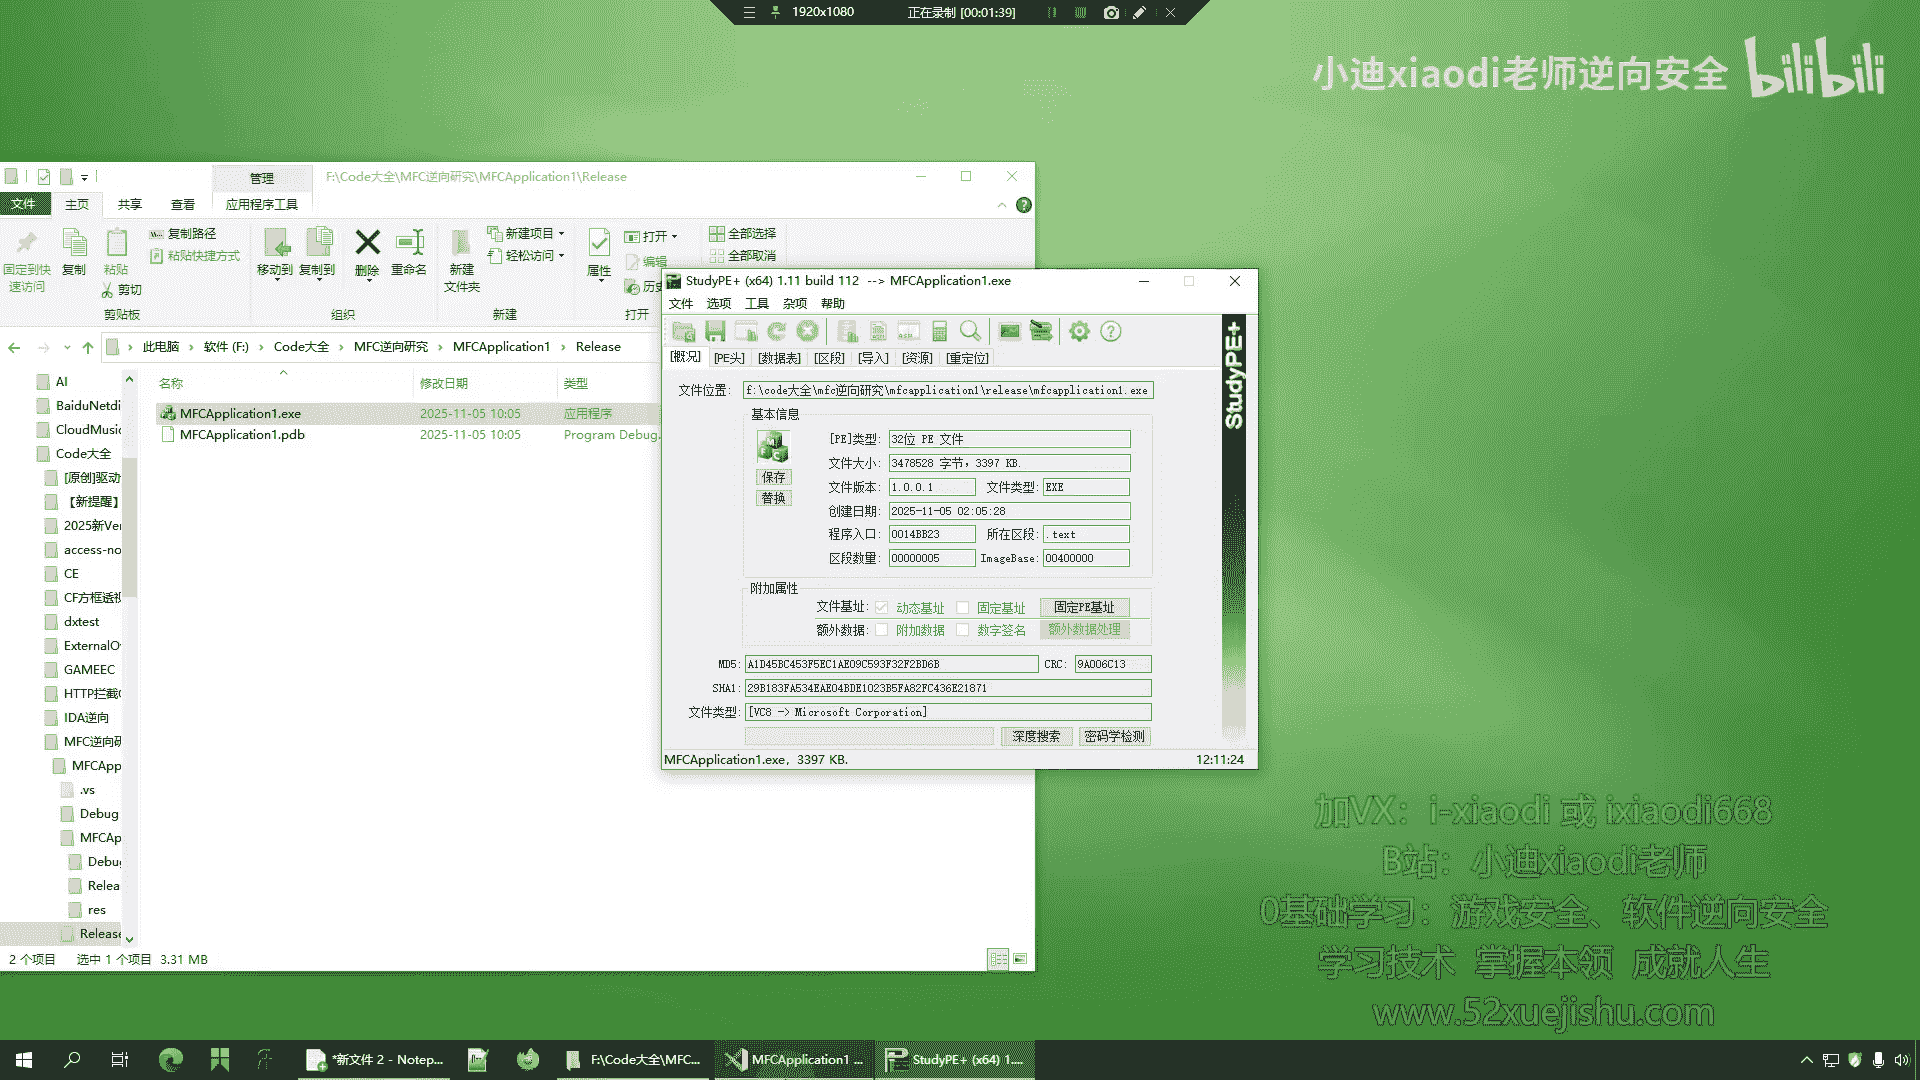 1920x1080 正在录制 [00:01:39]
小迪xiaodi老师逆向安全 bilibili
管理 F:\Code大全\MFC逆向研究\MFCApplication1\Release
文件 主页 共享 查看 应用程序工具
固定到快速访问
复制
粘贴
复制路径
粘贴快捷方式
剪切
移动到
复制到
删除
重命名
新建文件夹
新建项目
轻松访问
属性
打开
编辑
历史
全部选择
全部取消
剪贴板 组织 新建 打开
此电脑 软件 (F:) Code大全 MFC逆向研究 MFCApplication1 Release
名称 修改日期 类型
MFCApplication1.exe 2025-11-05 10:05 应用程序
MFCApplication1.pdb 2025-11-05 10:05 Program Debug.
AI
BaiduNetdi
CloudMusic
Code大全
[原创]驱动
【新提醒】
2025新Ver
access-no
CE
CF方框透视
dxtest
ExternalOv
GAMEEC
HTTP拦截
IDA逆向
MFC逆向研
MFCApp
.vs
Debug
MFCAp
Debug
Relea
res
Release
2 个项目 选中 1 个项目 3.31 MB
StudyPE+ (x64) 1.11 build 112 --> MFCApplication1.exe
文件 选项 工具 杂项 帮助
[概况] [PE头] [数据表] [区段] [导入] [资源] [重定位]
StudyPE+
文件位置: f:\code大全\mfc逆向研究\mfcapplication1\release\mfcapplication1.exe
基本信息
保存
替换
[PE]类型: 32位 PE 文件
文件大小: 3478528 字节，3397 KB.
文件版本: 1.0.0.1 文件类型: EXE
创建日期: 2025-11-05 02:05:28
程序入口: 0014BB23 所在区段: .text
区段数量: 00000005 ImageBase: 00400000
附加属性
文件基址: 动态基址 固定基址 固定PE基址
额外数据: 附加数据 数字签名 额外数据处理
MD5: A1D45BC453F5EC1AE09C593F32F2BD6B CRC: 9A006C13
SHA1: 29B183FA534EAE04BDE1023B5FA82FC436E21871
文件类型: [VC8 -> Microsoft Corporation]
深度搜索 密码学检测
MFCApplication1.exe，3397 KB. 12:11:24
加VX：i-xiaodi 或 ixiaodi668
B站：小迪xiaodi老师
0基础学习：游戏安全、软件逆向安全
学习技术 掌握本领 成就人生
www.52xuejishu.com
*新文件 2 - Notep... F:\Code大全\MFC... MFCApplication1 ... StudyPE+ (x64) 1....